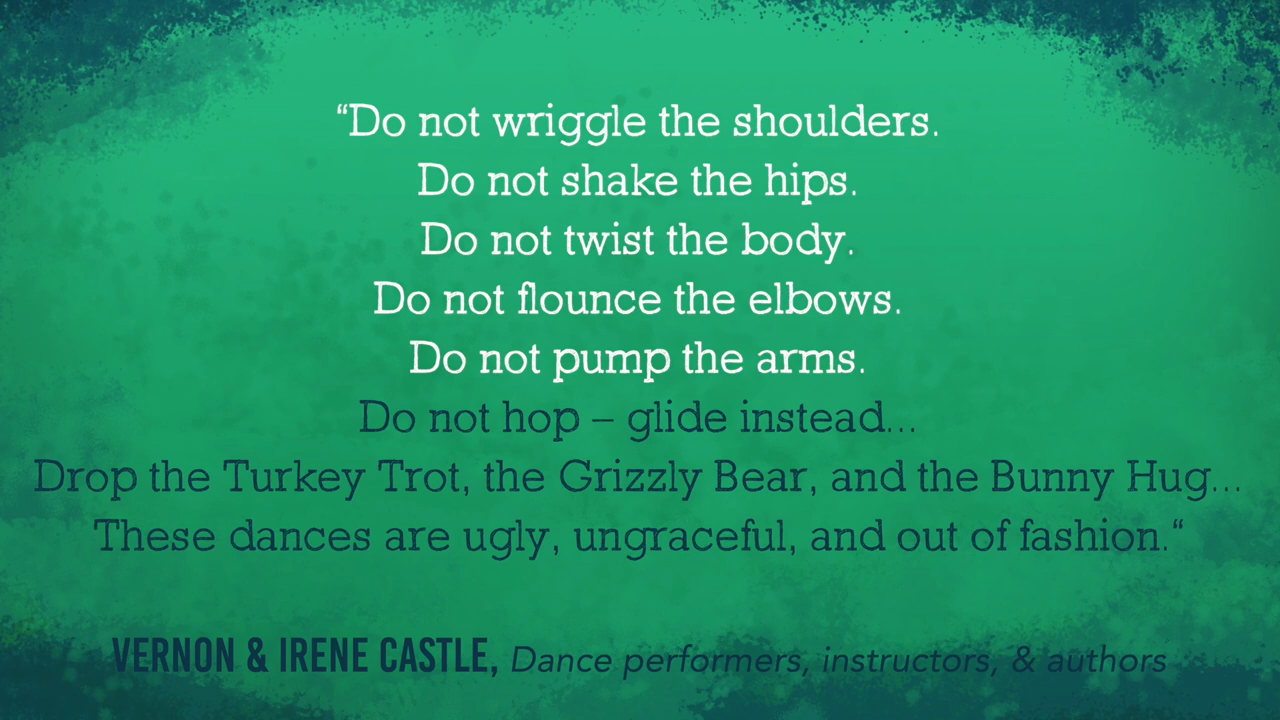 “Do not wriggle the shoulders.
Do not shake the hips.
Do not twist the body.
Do not flounce the elbows.
Do not pump the arms.
Do not hop – glide instead...
Drop the Turkey Trot, the Grizzly Bear, and the Bunny Hug...
These dances are ugly, ungraceful, and out of fashion.“
VERNON & IRENE CASTLE, Dance performers, instructors, & authors